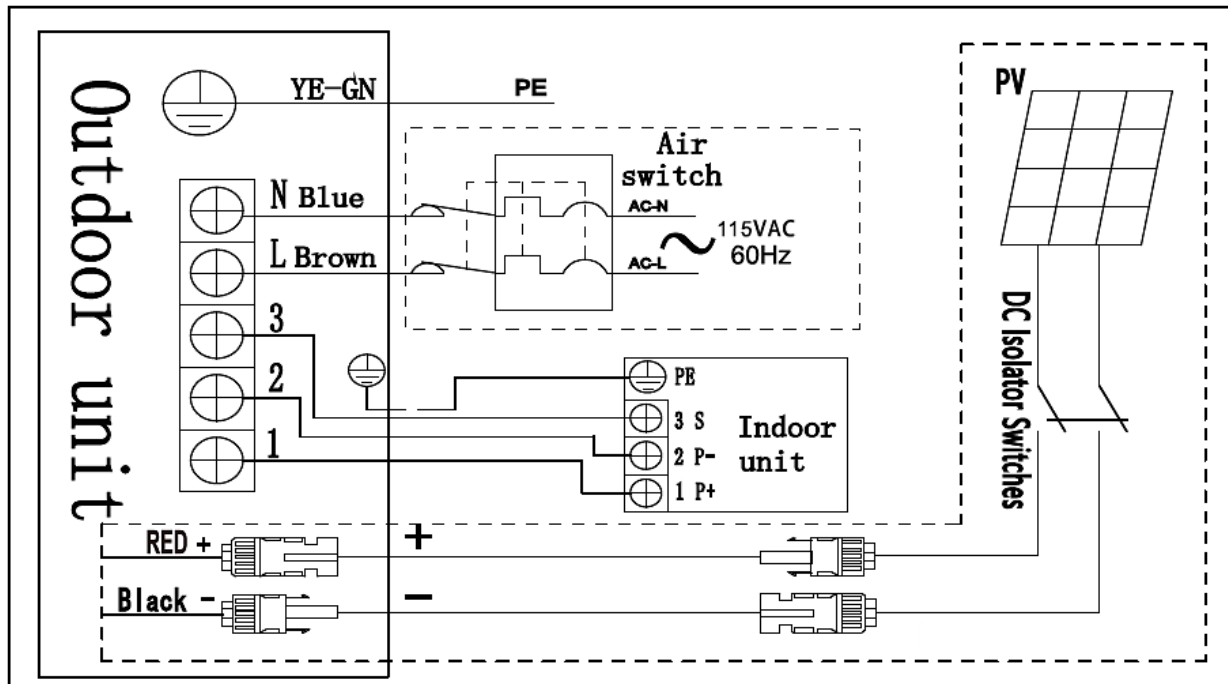 Outdoor unit
YE-GN
PE
N Blue
L Brown
3
2
1
Air
switch
AC-N
AC-L
115VAC
60Hz
PE
3 S
2 P-
1 P+
Indoor
unit
PV
DC Isolator Switches
RED +
+
Black -
-